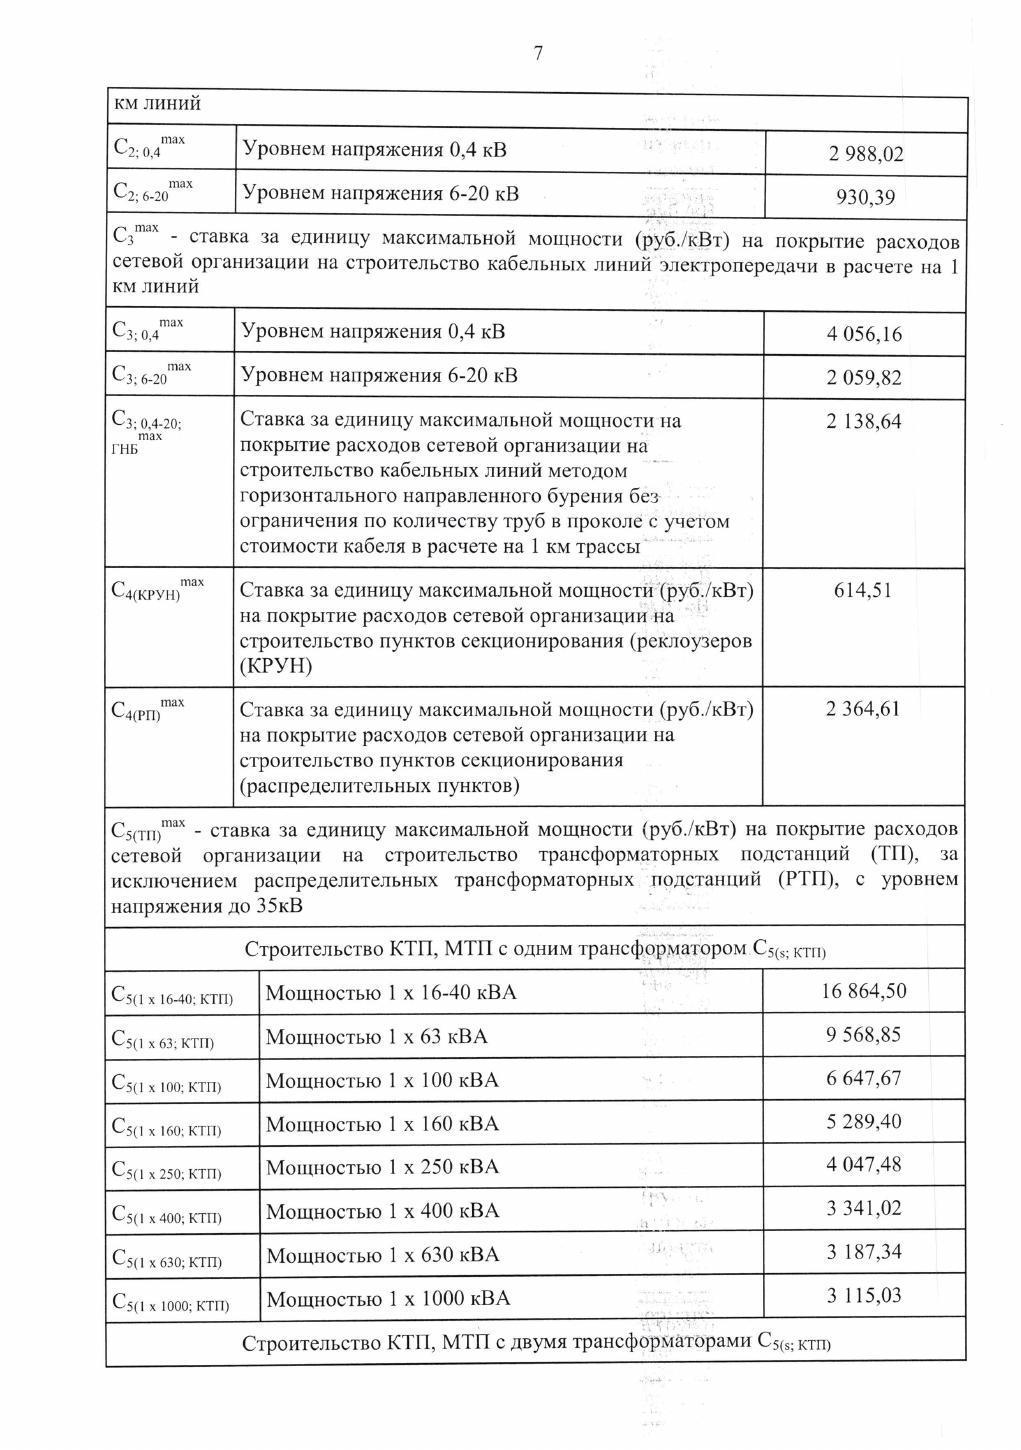 7
км линий
C2; 0,4 max
Уровнем напряжения 0,4 кВ
2 988,02
C2; 6-20 max
Уровнем напряжения 6-20 кВ
930,39
C3 max - ставка за единицу максимальной мощности (руб./кВт) на покрытие расходов
сетевой организации на строительство кабельных линий электропередачи в расчете на 1
км линий
C3; 0,4 max
Уровнем напряжения 0,4 кВ
4 056,16
C3; 6-20 max
Уровнем напряжения 6-20 кВ
2 059,82
C3; 0,4-20;
ГНБ max
Ставка за единицу максимальной мощности на
покрытие расходов сетевой организации на
строительство кабельных линий методом
горизонтального направленного бурения без
ограничения по количеству труб в проколе с учетом
стоимости кабеля в расчете на 1 км трассы
2 138,64
C4(КРУН) max
Ставка за единицу максимальной мощности (руб./кВт)
на покрытие расходов сетевой организации на
строительство пунктов секционирования (реклоузеров
(КРУН)
614,51
C4(РП) max
Ставка за единицу максимальной мощности (руб./кВт)
на покрытие расходов сетевой организации на
строительство пунктов секционирования
(распределительных пунктов)
2 364,61
C5(ТП) max - ставка за единицу максимальной мощности (руб./кВт) на покрытие расходов
сетевой организации на строительство трансформаторных подстанций (ТП), за
исключением распределительных трансформаторных подстанций (РТП), с уровнем
напряжения до 35кВ
Строительство КТП, МТП с одним трансформатором C5(s; КТП)
C5(1 x 16-40; КТП)
Мощностью 1 x 16-40 кВА
16 864,50
C5(1 x 63; КТП)
Мощностью 1 x 63 кВА
9 568,85
C5(1 x 100; КТП)
Мощностью 1 x 100 кВА
6 647,67
C5(1 x 160; КТП)
Мощностью 1 x 160 кВА
5 289,40
C5(1 x 250; КТП)
Мощностью 1 x 250 кВА
4 047,48
C5(1 x 400; КТП)
Мощностью 1 x 400 кВА
3 341,02
C5(1 x 630; КТП)
Мощностью 1 x 630 кВА
3 187,34
C5(1 x 1000; КТП)
Мощностью 1 x 1000 кВА
3 115,03
Строительство КТП, МТП с двумя трансформаторами C5(s; КТП)